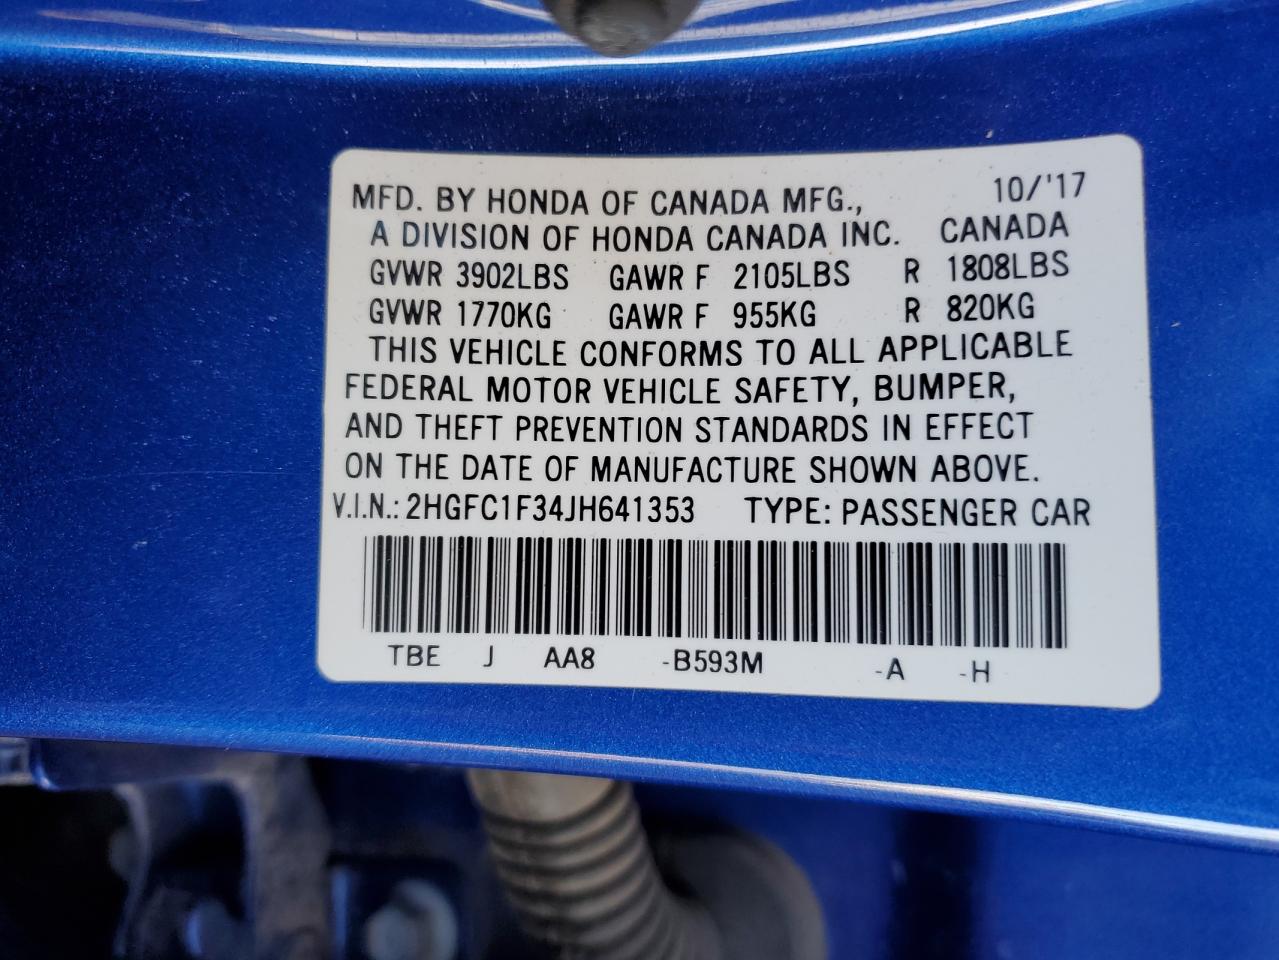 MFD. BY HONDA OF CANADA MFG., 10/'17
A DIVISION OF HONDA CANADA INC. CANADA
GVWR 3902LBS GAWR F 2105LBS R 1808LBS
GVWR 1770KG GAWR F 955KG R 820KG
THIS VEHICLE CONFORMS TO ALL APPLICABLE
FEDERAL MOTOR VEHICLE SAFETY, BUMPER,
AND THEFT PREVENTION STANDARDS IN EFFECT
ON THE DATE OF MANUFACTURE SHOWN ABOVE.
V.I.N.: 2HGFC1F34JH641353 TYPE: PASSENGER CAR
TBE J AA8 -B593M -A -H